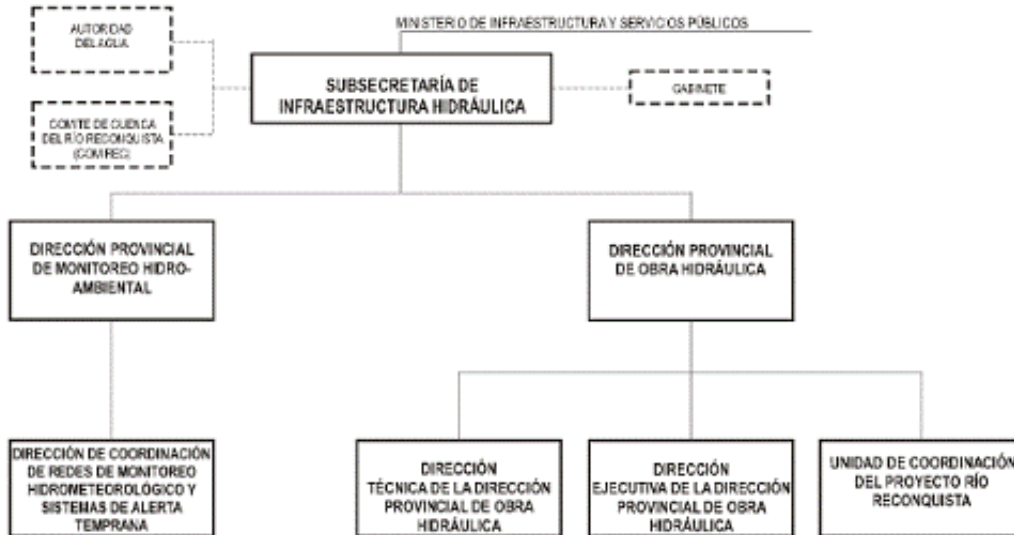 MINISTERIO DE INFRAESTRUCTURA Y SERVICIOS PÚBLICOS
AUTORIDAD
DEL AGUA
SUBSECRETARÍA DE
INFRAESTRUCTURA HIDRÁULICA
GABINETE
COMITE DE CUENCA
DEL RÍO RECONQUISTA
(COMIREC)
DIRECCIÓN PROVINCIAL
DE MONITOREO HIDRO-
AMBIENTAL
DIRECCIÓN PROVINCIAL
DE OBRA HIDRÁULICA
DIRECCIÓN DE COORDINACIÓN
DE REDES DE MONITOREO
HIDROMETEOROLÓGICO Y
SISTEMAS DE ALERTA
TEMPRANA
DIRECCIÓN
TÉCNICA DE LA DIRECCIÓN
PROVINCIAL DE OBRA
HIDRÁULICA
DIRECCIÓN
EJECUTIVA DE LA DIRECCIÓN
PROVINCIAL DE OBRA
HIDRÁULICA
UNIDAD DE COORDINACIÓN
DEL PROYECTO RÍO
RECONQUISTA